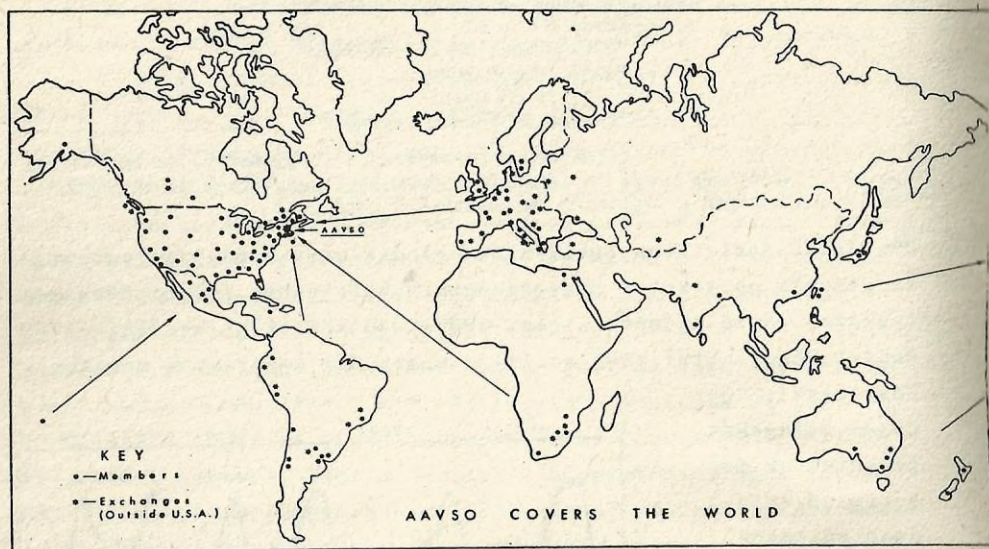 AAVSO
KEY
Members
Exchanges
(Outside U.S.A.)
AAVSO COVERS THE WORLD